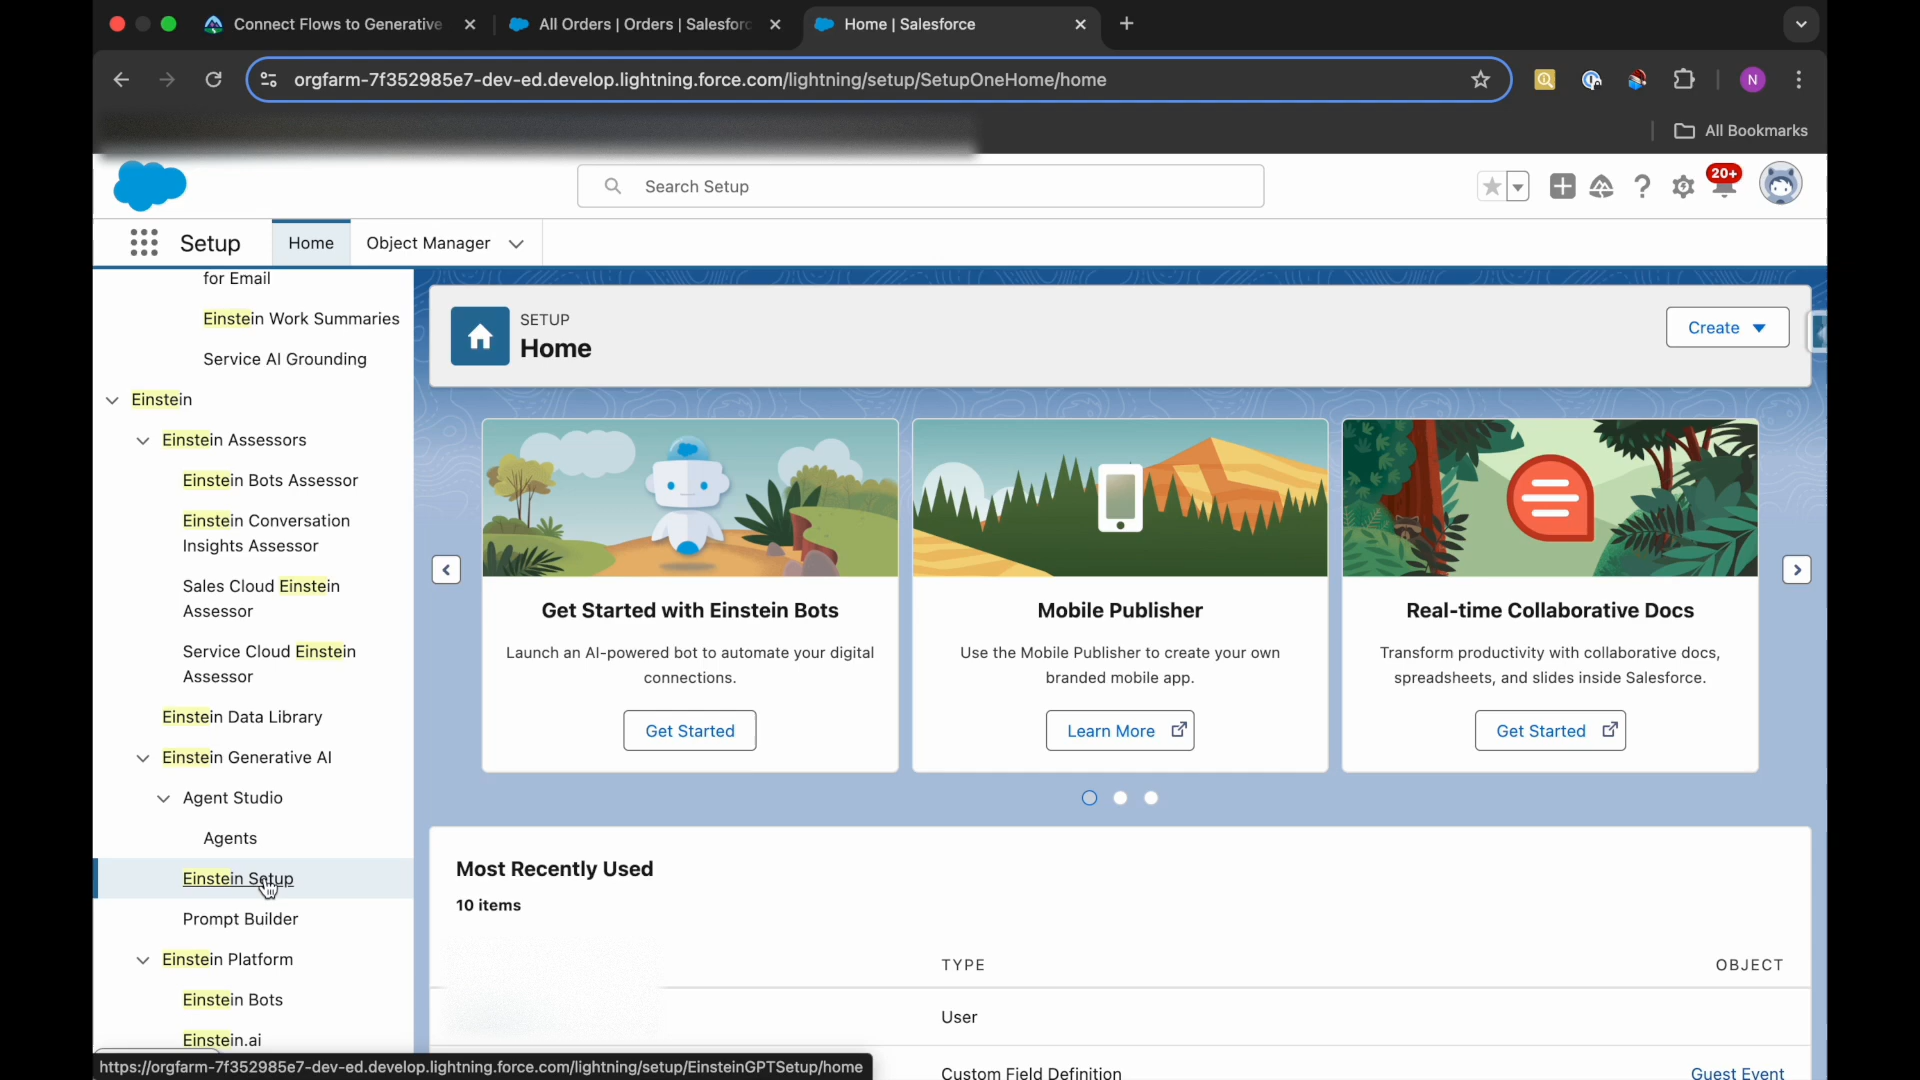 Connect Flows to Generative
All Orders | Orders | Salesforc
Home | Salesforce
orgfarm-7f352985e7-dev-ed.develop.lightning.force.com/lightning/setup/SetupOneHome/home
N
All Bookmarks
Search Setup
20+
Setup
Home
Object Manager
for Email
Einstein Work Summaries
Service AI Grounding
Einstein
Einstein Assessors
Einstein Bots Assessor
Einstein Conversation
Insights Assessor
Sales Cloud Einstein
Assessor
Service Cloud Einstein
Assessor
Einstein Data Library
Einstein Generative AI
Agent Studio
Agents
Einstein Setup
Prompt Builder
Einstein Platform
Einstein Bots
Einstein.ai
https://orgfarm-7f352985e7-dev-ed.develop.lightning.force.com/lightning/setup/EinsteinGPTSetup/home
SETUP
Home
Create
Get Started with Einstein Bots
Launch an AI-powered bot to automate your digital
connections.
Get Started
Mobile Publisher
Use the Mobile Publisher to create your own
branded mobile app.
Learn More
Real-time Collaborative Docs
Transform productivity with collaborative docs,
spreadsheets, and slides inside Salesforce.
Get Started
Most Recently Used
10 items
TYPE
OBJECT
User
Custom Field Definition
Guest Event